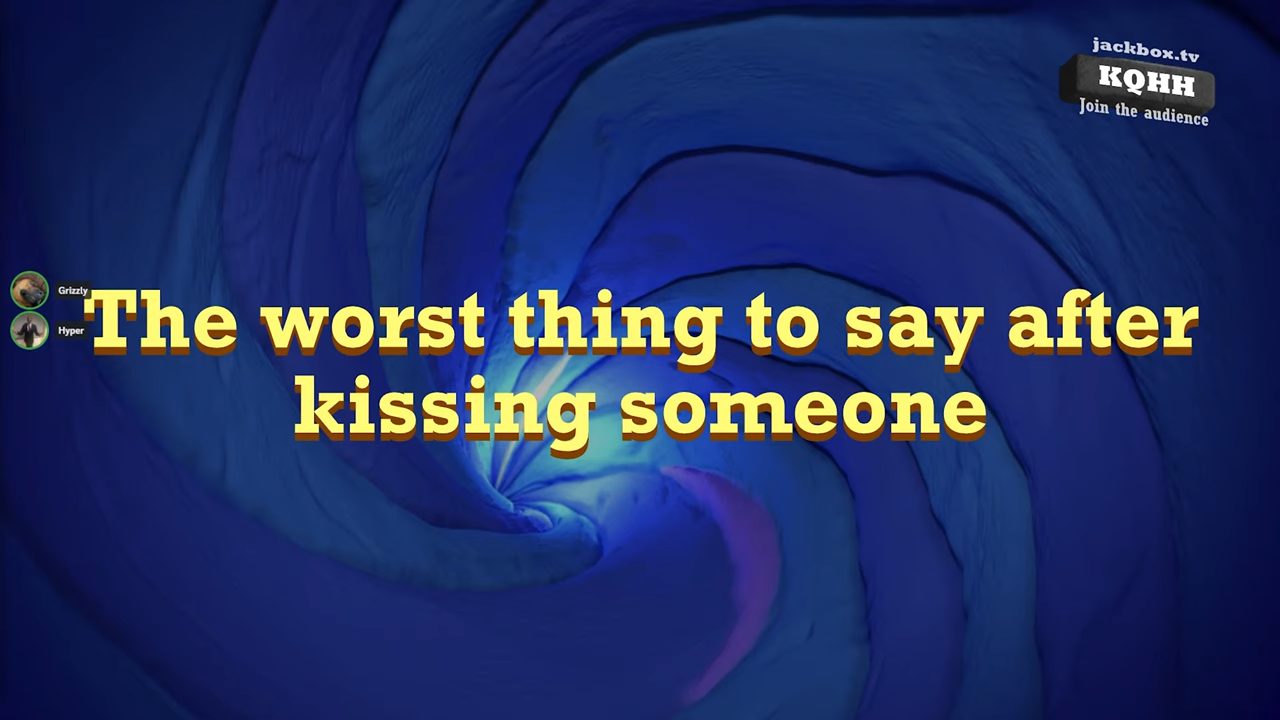 jackbox.tv
KQHH
Join the audience
Grizzly
Hyper
The worst thing to say after
kissing someone